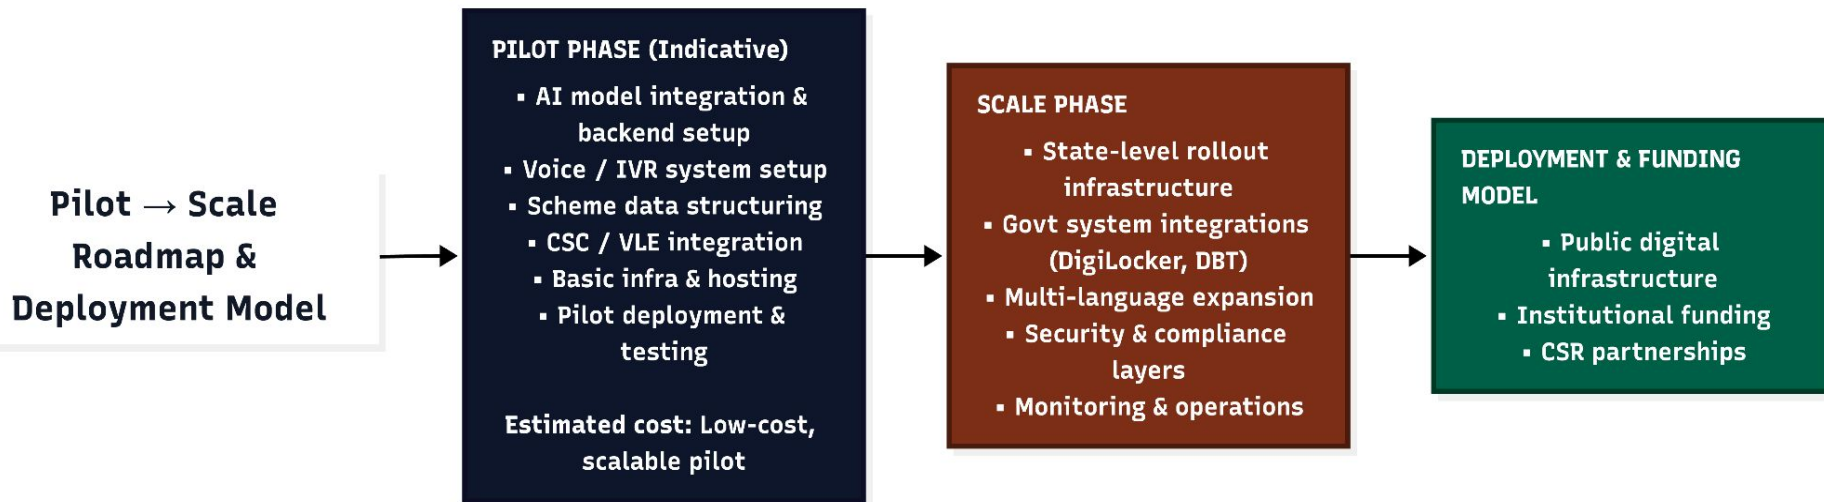 Pilot → Scale
Roadmap &
Deployment Model
PILOT PHASE (Indicative)
▪ AI model integration &
backend setup
▪ Voice / IVR system setup
▪ Scheme data structuring
▪ CSC / VLE integration
▪ Basic infra & hosting
▪ Pilot deployment &
testing
Estimated cost: Low-cost,
scalable pilot
SCALE PHASE
▪ State-level rollout
infrastructure
▪ Govt system integrations
(DigiLocker, DBT)
▪ Multi-language expansion
▪ Security & compliance
layers
▪ Monitoring & operations
DEPLOYMENT & FUNDING
MODEL
▪ Public digital
infrastructure
▪ Institutional funding
▪ CSR partnerships